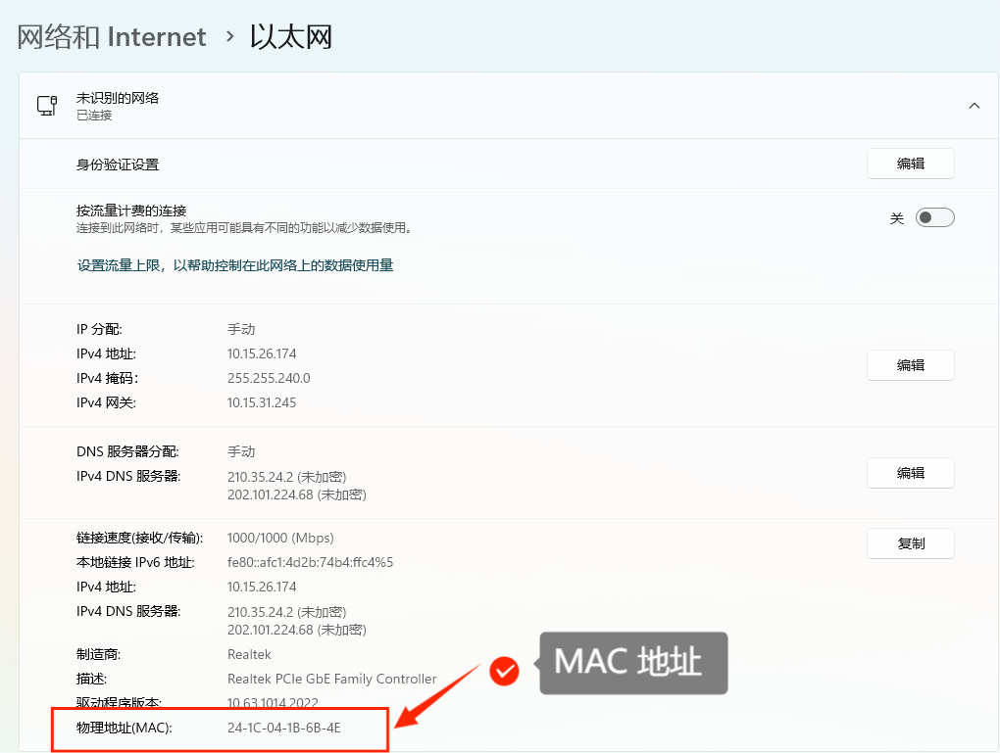 网络和 Internet › 以太网
未识别的网络
已连接
身份验证设置 编辑
按流量计费的连接
连接到此网络时，某些应用可能具有不同的功能以减少数据使用。
关
设置流量上限，以帮助控制在此网络上的数据使用量
IP 分配: 手动
IPv4 地址: 10.15.26.174
IPv4 掩码: 255.255.240.0
IPv4 网关: 10.15.31.245
编辑
DNS 服务器分配: 手动
IPv4 DNS 服务器: 210.35.24.2 (未加密)
202.101.224.68 (未加密)
编辑
链接速度(接收/传输): 1000/1000 (Mbps)
复制
本地链接 IPv6 地址: fe80::afc1:4d2b:74b4:ffc4%5
IPv4 地址: 10.15.26.174
IPv4 DNS 服务器: 210.35.24.2 (未加密)
202.101.224.68 (未加密)
制造商: Realtek
描述: Realtek PCIe GbE Family Controller
驱动程序版本: 10.63.1014.2022
物理地址(MAC): 24-1C-04-1B-6B-4E
MAC 地址